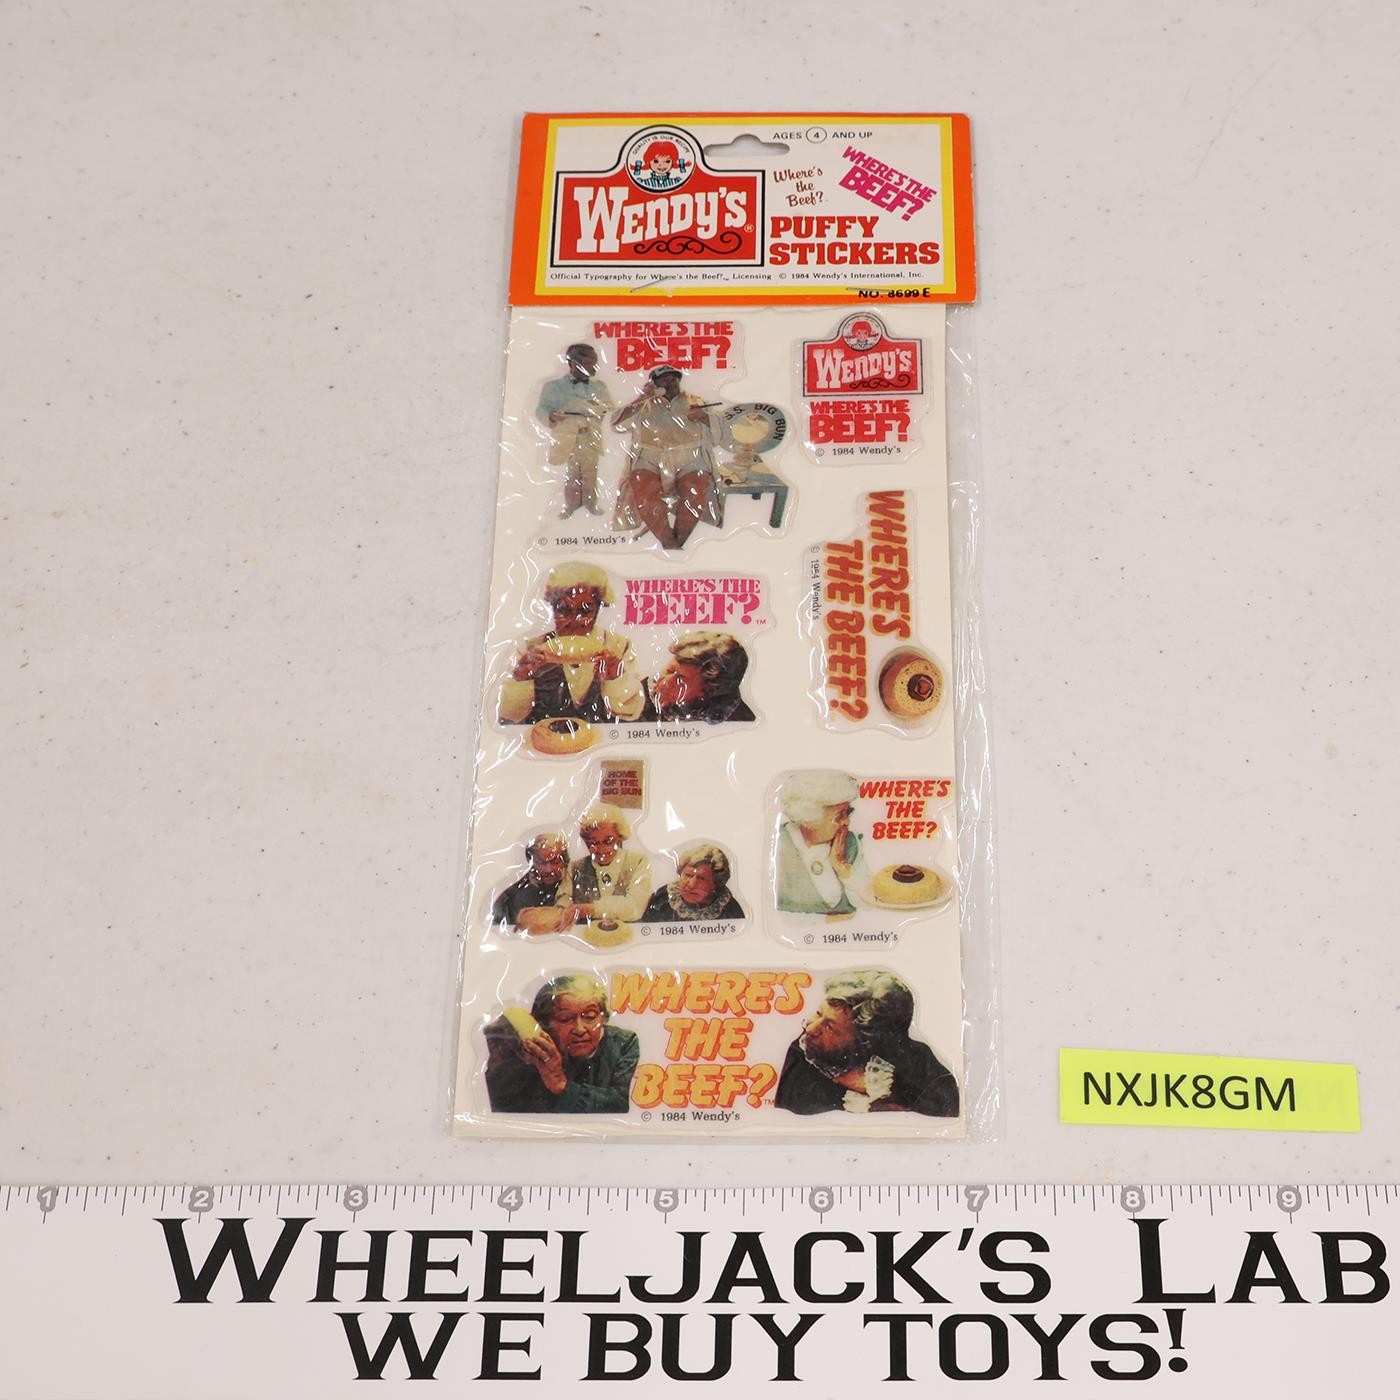 QUALITY IS OUR RECIPE
WENDY'S®
AGES 4 AND UP
Where's
the
Beef?™
WHERE'S THE
BEEF?
PUFFY
STICKERS
Official Typography for Where's the Beef?™ Licensing © 1984 Wendy's International, Inc.
NO. 8699 E
WHERE'S THE
BEEF?
S.S. BIG BUN
© 1984 Wendy's
WENDY'S
WHERE'S THE
BEEF?
© 1984 Wendy's
WHERE'S THE
BEEF?™
© 1984 Wendy's
WHERE'S
THE BEEF?
© 1984 Wendy's
HOME
OF THE
BIG BUN
© 1984 Wendy's
WHERE'S
THE
BEEF?
© 1984 Wendy's
WHERE'S
THE
BEEF?™
© 1984 Wendy's
NXJK8GM
1 2 3 4 5 6 7 8 9
WHEELJACK'S LAB
WE BUY TOYS!